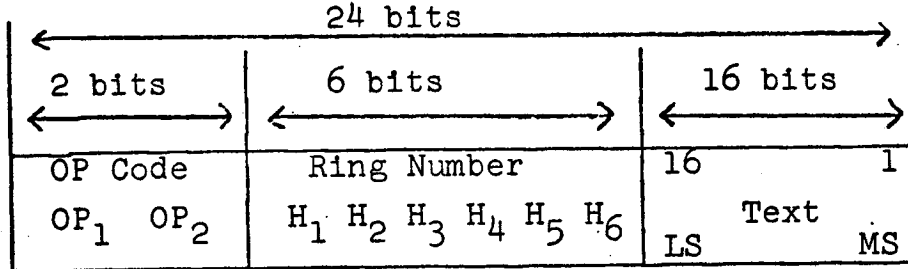 24 bits
2 bits 6 bits 16 bits
OP Code Ring Number 16 1
OP₁ OP₂ H₁ H₂ H₃ H₄ H₅ H₆ Text
LS MS